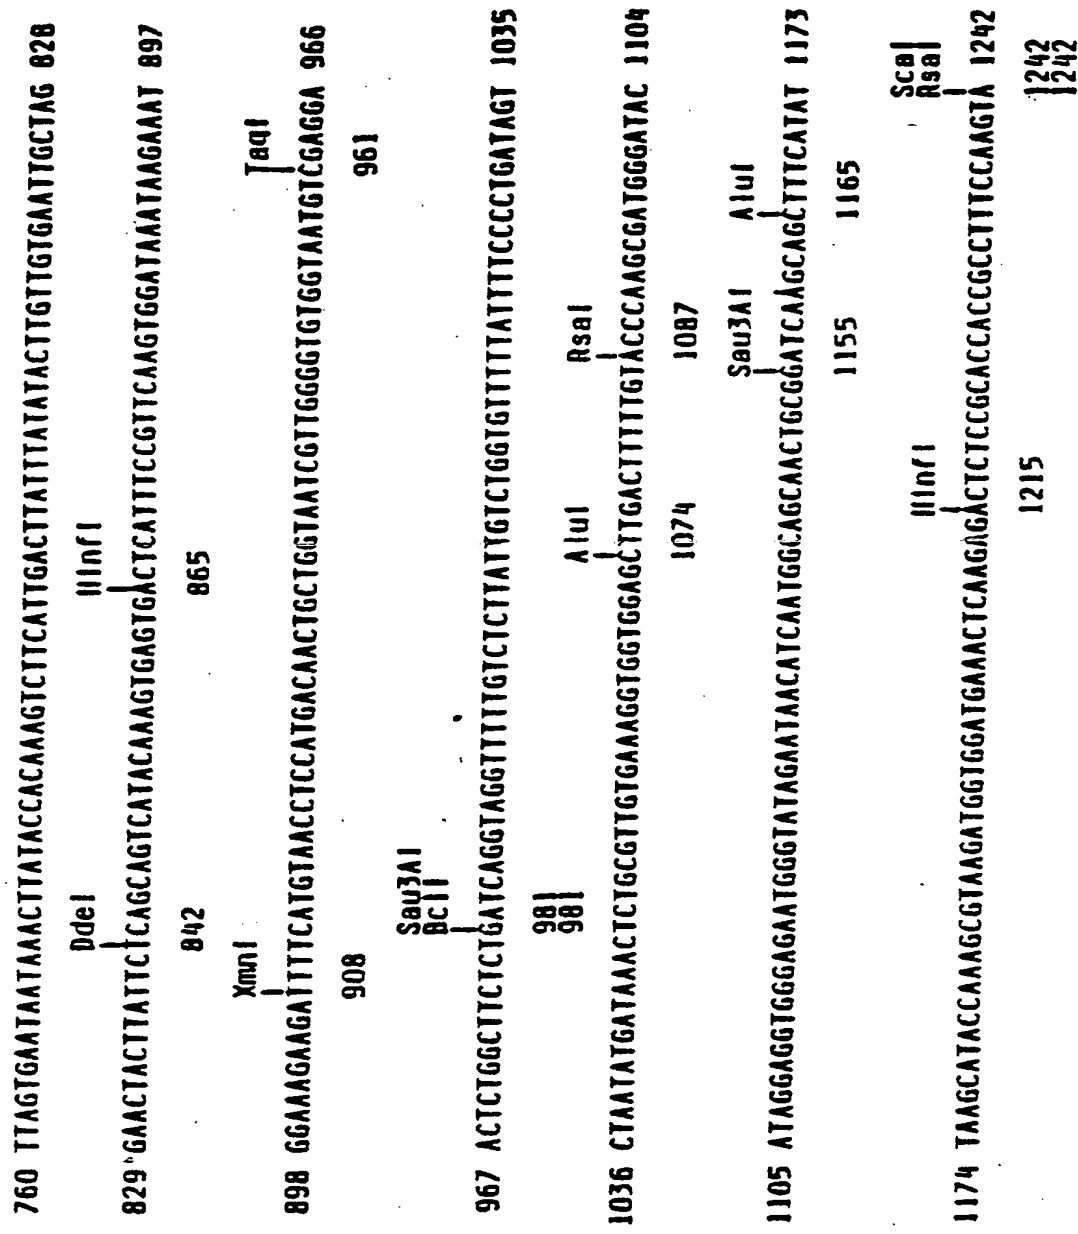 760 TTAGTGAATAATAAACTTATACCACAAAGTCTTCATTGACTTATTTATATACTTGTTGTGAATTGCTAG 828
DdeI HinfI
829 GAACTACTTATTCTCAGCAGTCATACAAAGTGAGTGACTCATTTCCGTTCAAGTGGATAAATAAGAAAT 897
842 865
XmnI TaqI
898 GGAAAGAAGATTTTCATGTAACCTCCATGACAACTGCTGGTAATCGTTGGGGTGTGGTAATGTCGAGGA 966
908 961
Sau3AI
BclI
967 ACTCTGGCTTCTCTGATCAGGTAGGTTTTTGTCTCTTATTGTCTGGTGTTTTTATTTTCCCCTGATAGT 1035
981
981
AluI RsaI
1036 CTAATATGATAAACTCTGCGTTGTGAAAGGTGGTGGAGCTTGACTTTTTGTACCCAAGCGATGGGATAC 1104
1074 1087
Sau3AI AluI
1105 ATAGGAGGTGGGAGAATGGGTATAGAATAACATCAATGGCAGCAACTGCGGATCAAGCAGCTTTCATAT 1173
1155 1165
ScaI
HinfI RsaI
1174 TAAGCATACCAAAGCGTAAGATGGTGGATGAAACTCAAGAGACTCTCCGCACCACCGCCTTTCCAAGTA 1242
1215 1242
1242